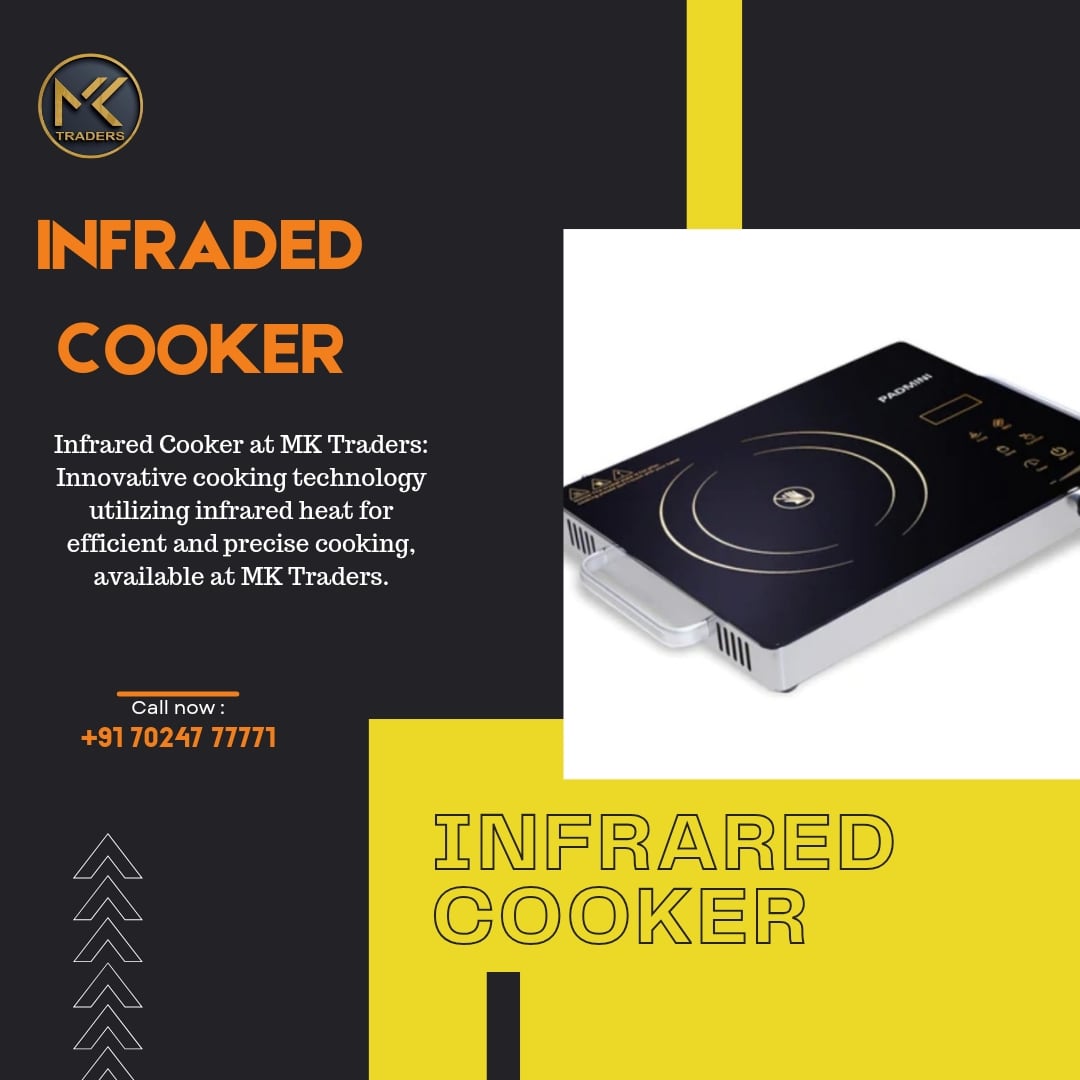 MK
TRADERS
INFRADED
COOKER
Infrared Cooker at MK Traders:
Innovative cooking technology
utilizing infrared heat for
efficient and precise cooking,
available at MK Traders.
Call now :
+91 70247 77771
PADMINI
INFRARED
COOKER